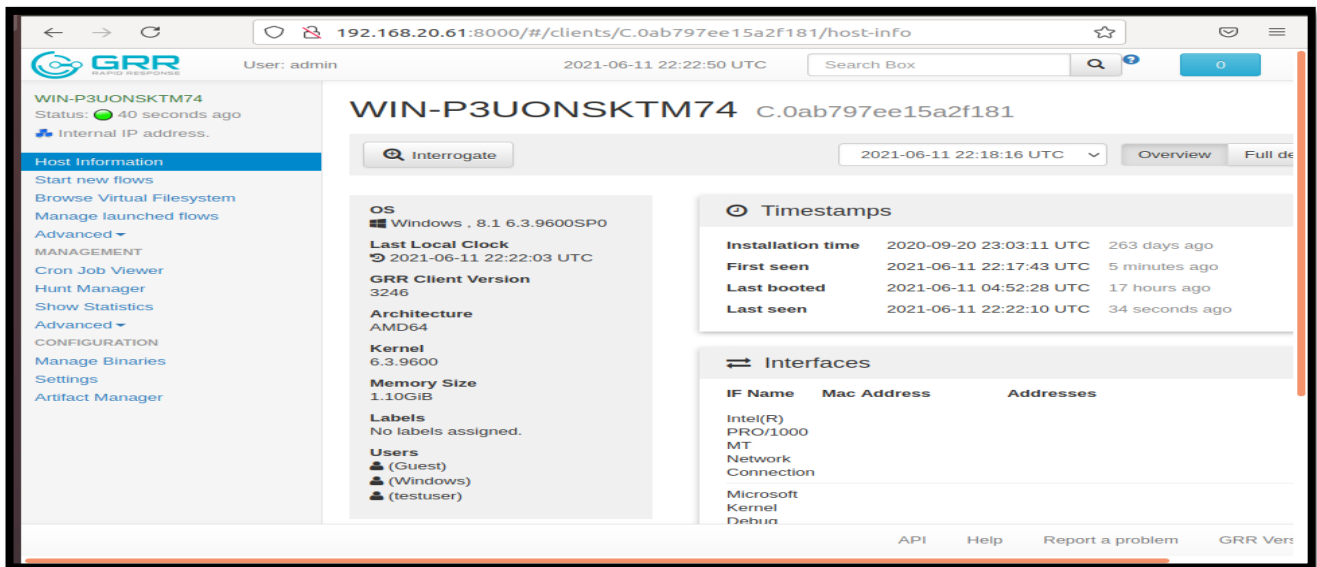 192.168.20.61:8000/#/clients/C.0ab797ee15a2f181/host-info
GRR
RAPID RESPONSE
User: admin
2021-06-11 22:22:50 UTC
Search Box
0
WIN-P3UONSKTM74
Status: 40 seconds ago
Internal IP address.
Host Information
Start new flows
Browse Virtual Filesystem
Manage launched flows
Advanced
MANAGEMENT
Cron Job Viewer
Hunt Manager
Show Statistics
Advanced
CONFIGURATION
Manage Binaries
Settings
Artifact Manager
WIN-P3UONSKTM74 C.0ab797ee15a2f181
Interrogate
2021-06-11 22:18:16 UTC
Overview
Full de
OS
Windows , 8.1 6.3.9600SP0
Last Local Clock
2021-06-11 22:22:03 UTC
GRR Client Version
3246
Architecture
AMD64
Kernel
6.3.9600
Memory Size
1.10GiB
Labels
No labels assigned.
Users
(Guest)
(Windows)
(testuser)
Timestamps
Installation time 2020-09-20 23:03:11 UTC 263 days ago
First seen 2021-06-11 22:17:43 UTC 5 minutes ago
Last booted 2021-06-11 04:52:28 UTC 17 hours ago
Last seen 2021-06-11 22:22:10 UTC 34 seconds ago
Interfaces
IF Name Mac Address Addresses
Intel(R)
PRO/1000
MT
Network
Connection
Microsoft
Kernel
Debug
API Help Report a problem GRR Vers